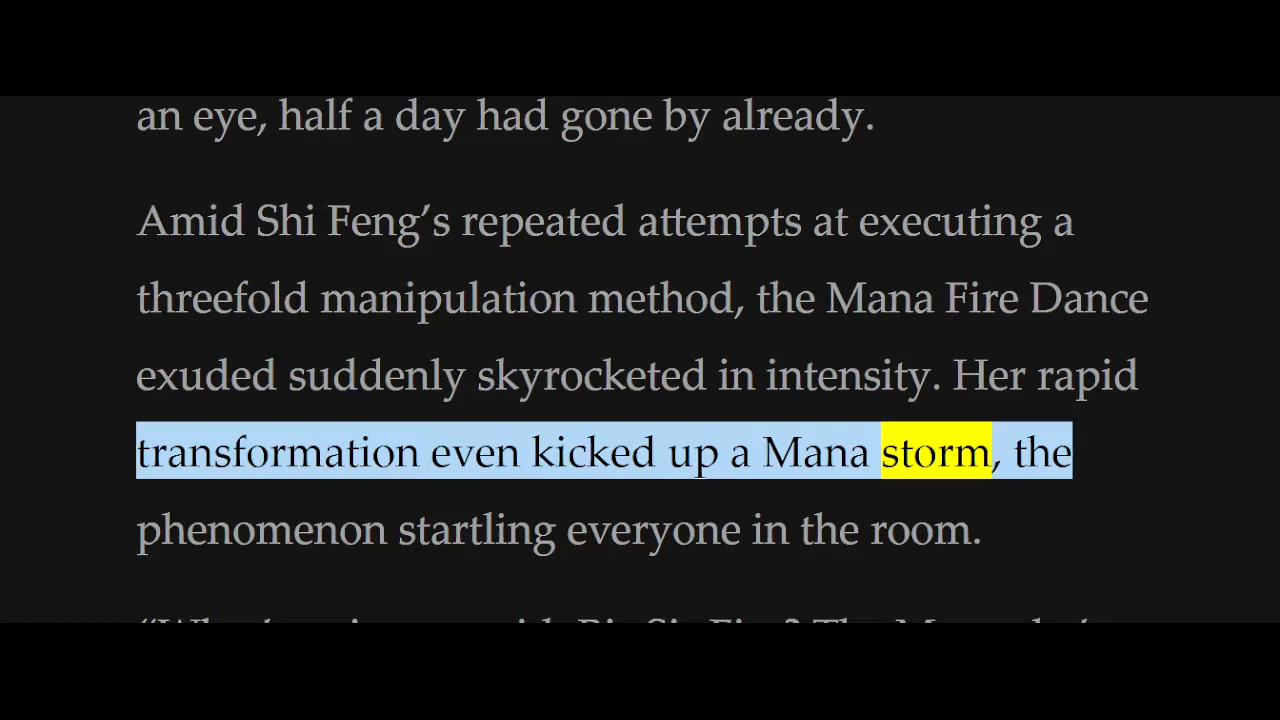 an eye, half a day had gone by already.
Amid Shi Feng’s repeated attempts at executing a
threefold manipulation method, the Mana Fire Dance
exuded suddenly skyrocketed in intensity. Her rapid
transformation even kicked up a Mana storm, the
phenomenon startling everyone in the room.